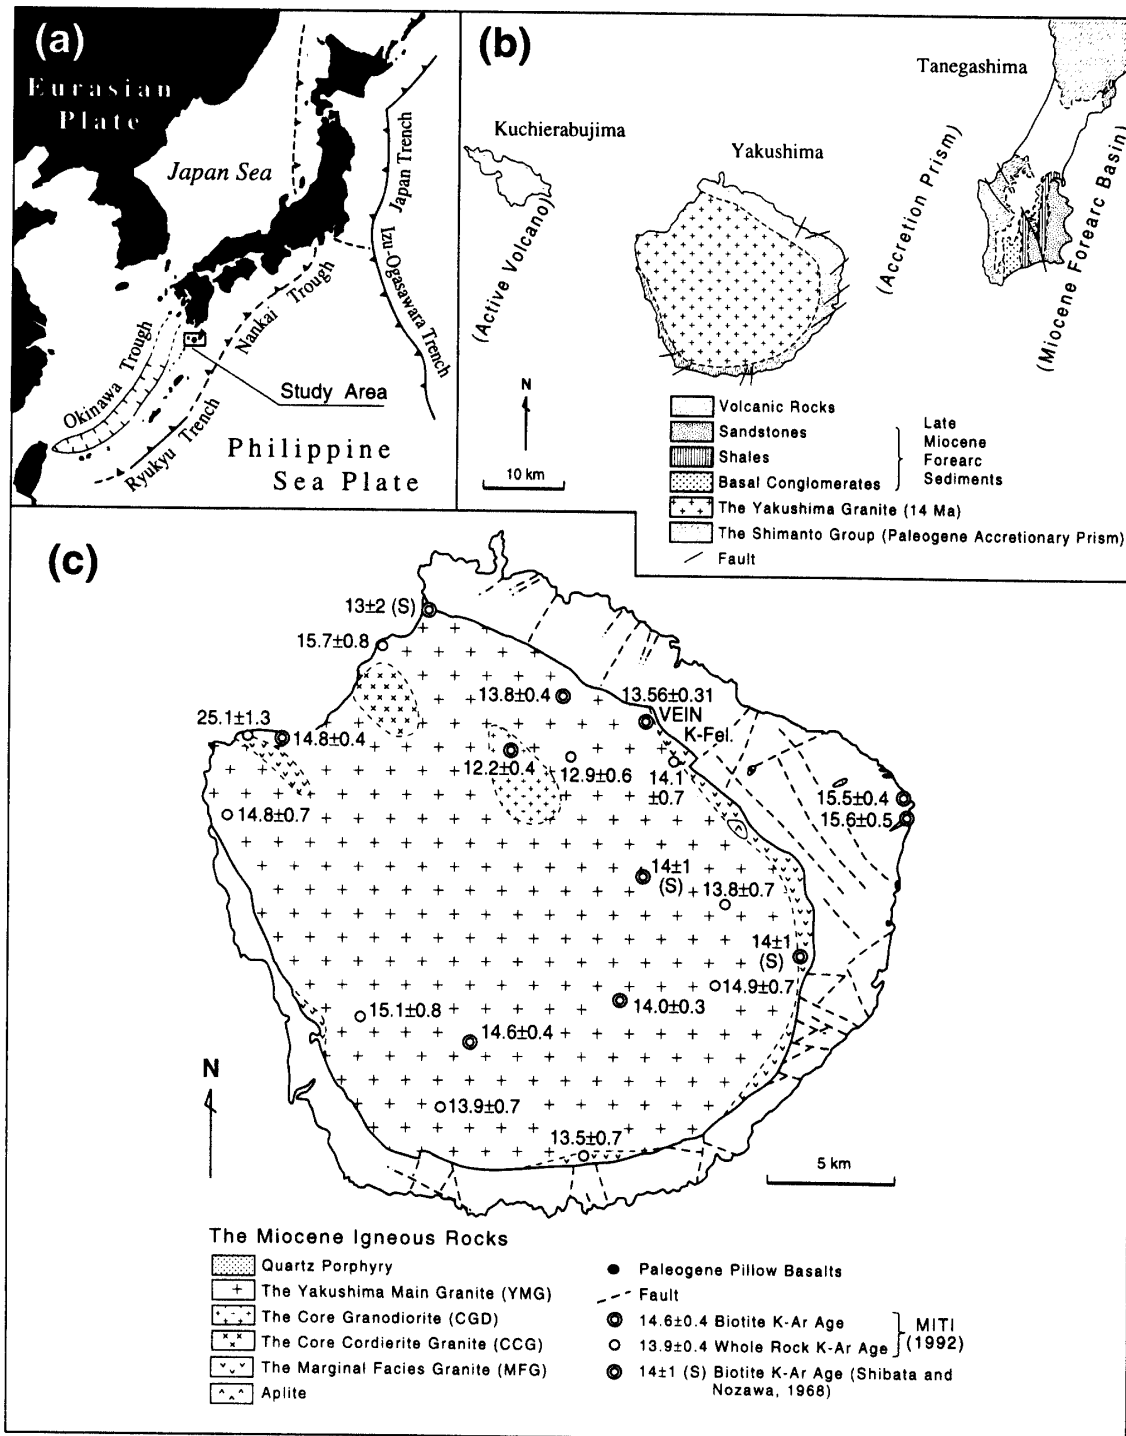 (a)
Eurasian
Plate
Japan Sea
Japan Trench
Izu-Ogasawara Trench
Nankai Trough
Okinawa Trough
Ryukyu Trench
Study Area
Philippine
Sea Plate
(b)
Tanegashima
Kuchierabujima
Yakushima
(Active Volcano)
(Accretion Prism)
(Miocene Forearc Basin)
N
10 km
Volcanic Rocks
Sandstones
Shales
Basal Conglomerates
Late
Miocene
Forearc
Sediments
The Yakushima Granite (14 Ma)
The Shimanto Group (Paleogene Accretionary Prism)
Fault
(c)
13±2 (S)
15.7±0.8
13.8±0.4
13.56±0.31
VEIN
K-Fel.
25.1±1.3
14.8±0.4
12.2±0.4
12.9±0.6
14.1
±0.7
15.5±0.4
15.6±0.5
14.8±0.7
14±1
(S)
13.8±0.7
14±1
(S)
14.9±0.7
14.0±0.3
15.1±0.8
14.6±0.4
13.9±0.7
13.5±0.7
N
5 km
The Miocene Igneous Rocks
Quartz Porphyry
The Yakushima Main Granite (YMG)
The Core Granodiorite (CGD)
The Core Cordierite Granite (CCG)
The Marginal Facies Granite (MFG)
Aplite
Paleogene Pillow Basalts
Fault
14.6±0.4 Biotite K-Ar Age
13.9±0.4 Whole Rock K-Ar Age
MITI
(1992)
14±1 (S) Biotite K-Ar Age (Shibata and
Nozawa, 1968)